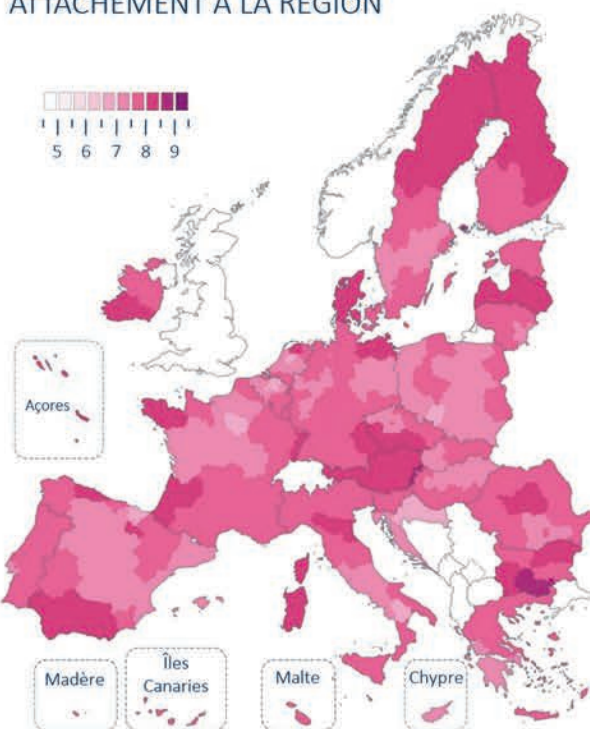 ATTACHEMENT À LA RÉGION
5 6 7 8 9
Açores
Madère
Îles
Canaries
Malte
Chypre